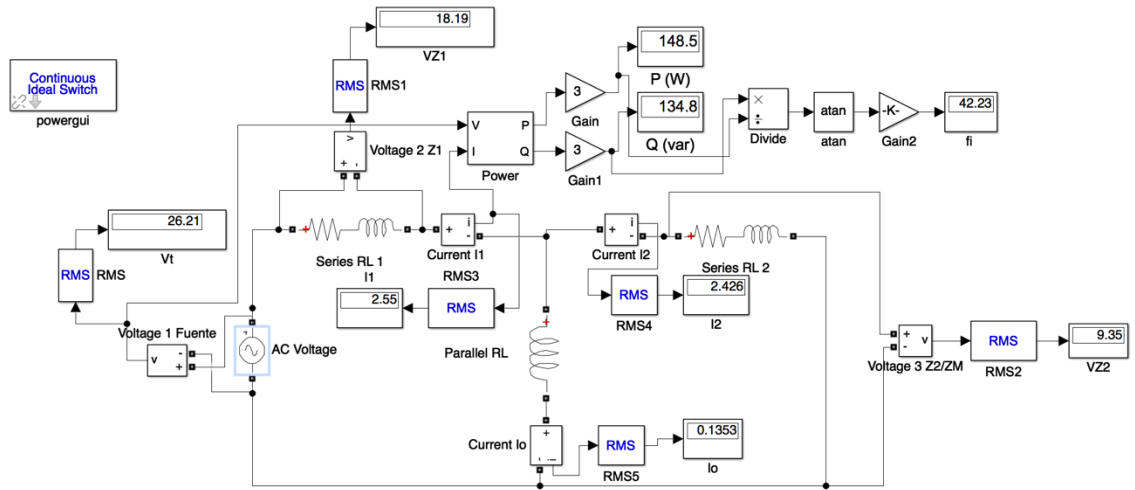 18.19
VZ1
RMS
RMS1
Continuous
Ideal Switch
powergui
148.5
P (W)
3
Gain
134.8
Q (var)
3
Gain1
V
I
P
Q
Power
×
÷
Divide
atan
atan
-K-
Gain2
42.23
fi
v
+ -
Voltage 2 Z1
26.21
Vt
RMS
RMS
+
Series RL 1
+
-
i
Current I1
RMS3
I1
2.55
RMS
+
-
i
Current I2
+
Series RL 2
RMS
RMS4
2.426
I2
Voltage 1 Fuente
v
-
+
AC Voltage
+
Parallel RL
+
-
v
Voltage 3 Z2/ZM
RMS
RMS2
9.35
VZ2
Current Io
+
-
i
RMS
RMS5
0.1353
Io